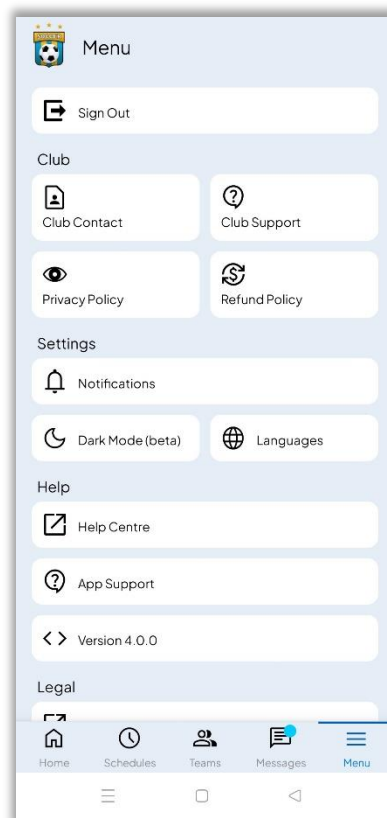 Menu
Sign Out
Club
Club Contact
Club Support
Privacy Policy
Refund Policy
Settings
Notifications
Dark Mode (beta)
Languages
Help
Help Centre
App Support
Version 4.0.0
Legal
Home
Schedules
Teams
Messages
Menu